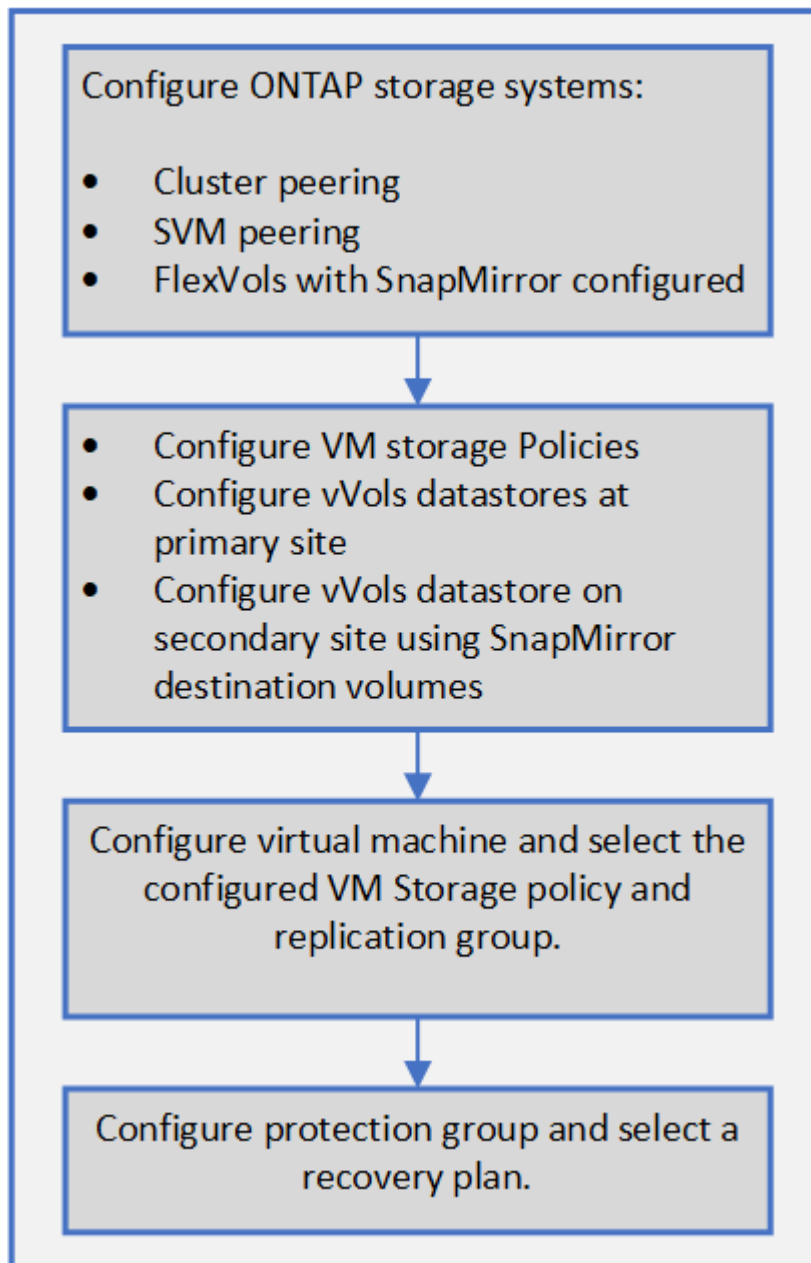 Configure ONTAP storage systems:
• Cluster peering
• SVM peering
• FlexVols with SnapMirror configured
• Configure VM storage Policies
• Configure vVols datastores at
primary site
• Configure vVols datastore on
secondary site using SnapMirror
destination volumes
Configure virtual machine and select the
configured VM Storage policy and
replication group.
Configure protection group and select a
recovery plan.